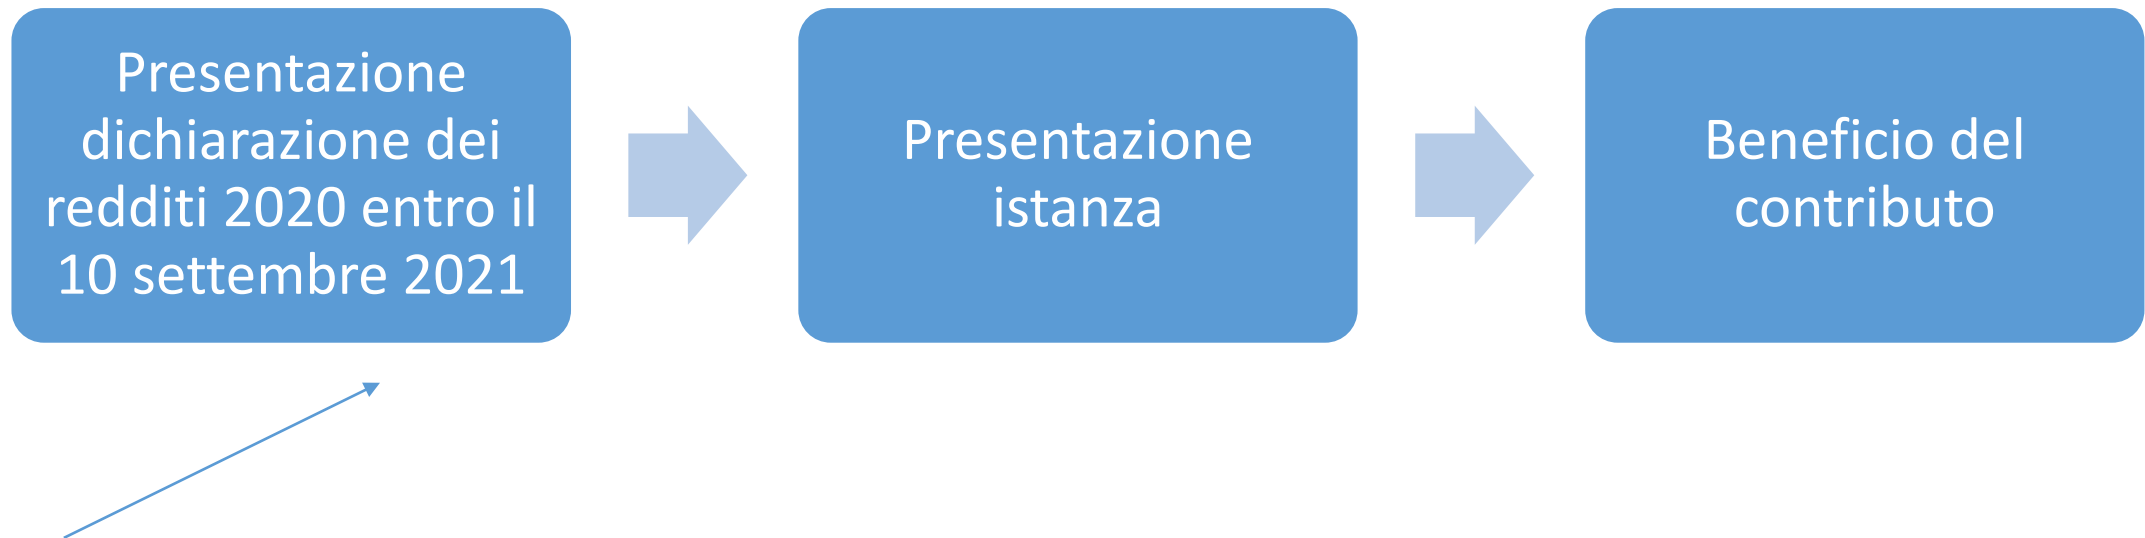 Presentazione
dichiarazione dei
redditi 2020 entro il
10 settembre 2021
Presentazione
istanza
Beneficio del
contributo